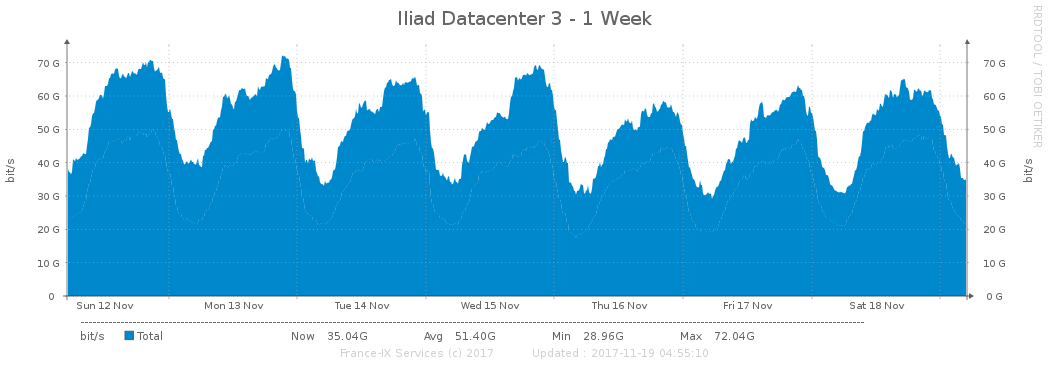 Iliad Datacenter 3 - 1 Week
RRDTOOL / TOBI OETIKER
bit/s
bit/s
70 G 70 G
60 G 60 G
50 G 50 G
40 G 40 G
30 G 30 G
20 G 20 G
10 G 10 G
0 0 G
Sun 12 Nov Mon 13 Nov Tue 14 Nov Wed 15 Nov Thu 16 Nov Fri 17 Nov Sat 18 Nov
bit/s Total Now 35.04G Avg 51.40G Min 28.96G Max 72.04G
France-IX Services (c) 2017 Updated : 2017-11-19 04:55:10